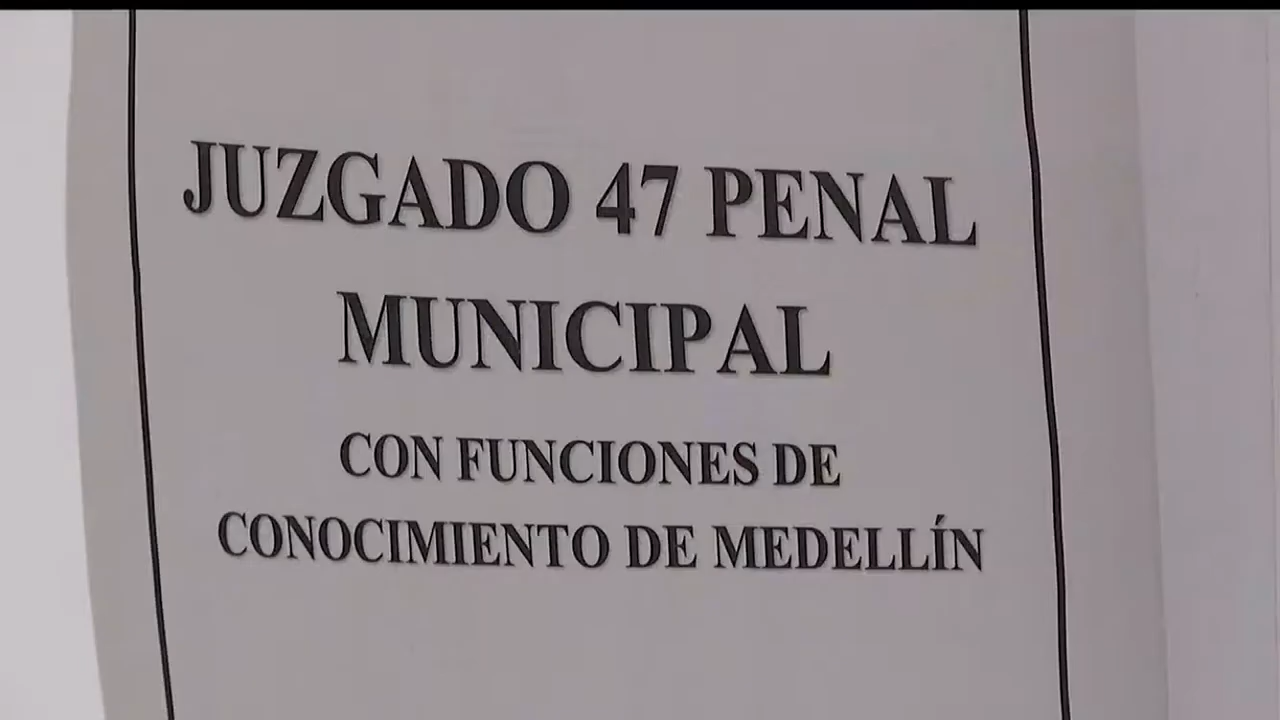 JUZGADO 47 PENAL
MUNICIPAL
CON FUNCIONES DE
CONOCIMIENTO DE MEDELLÍN